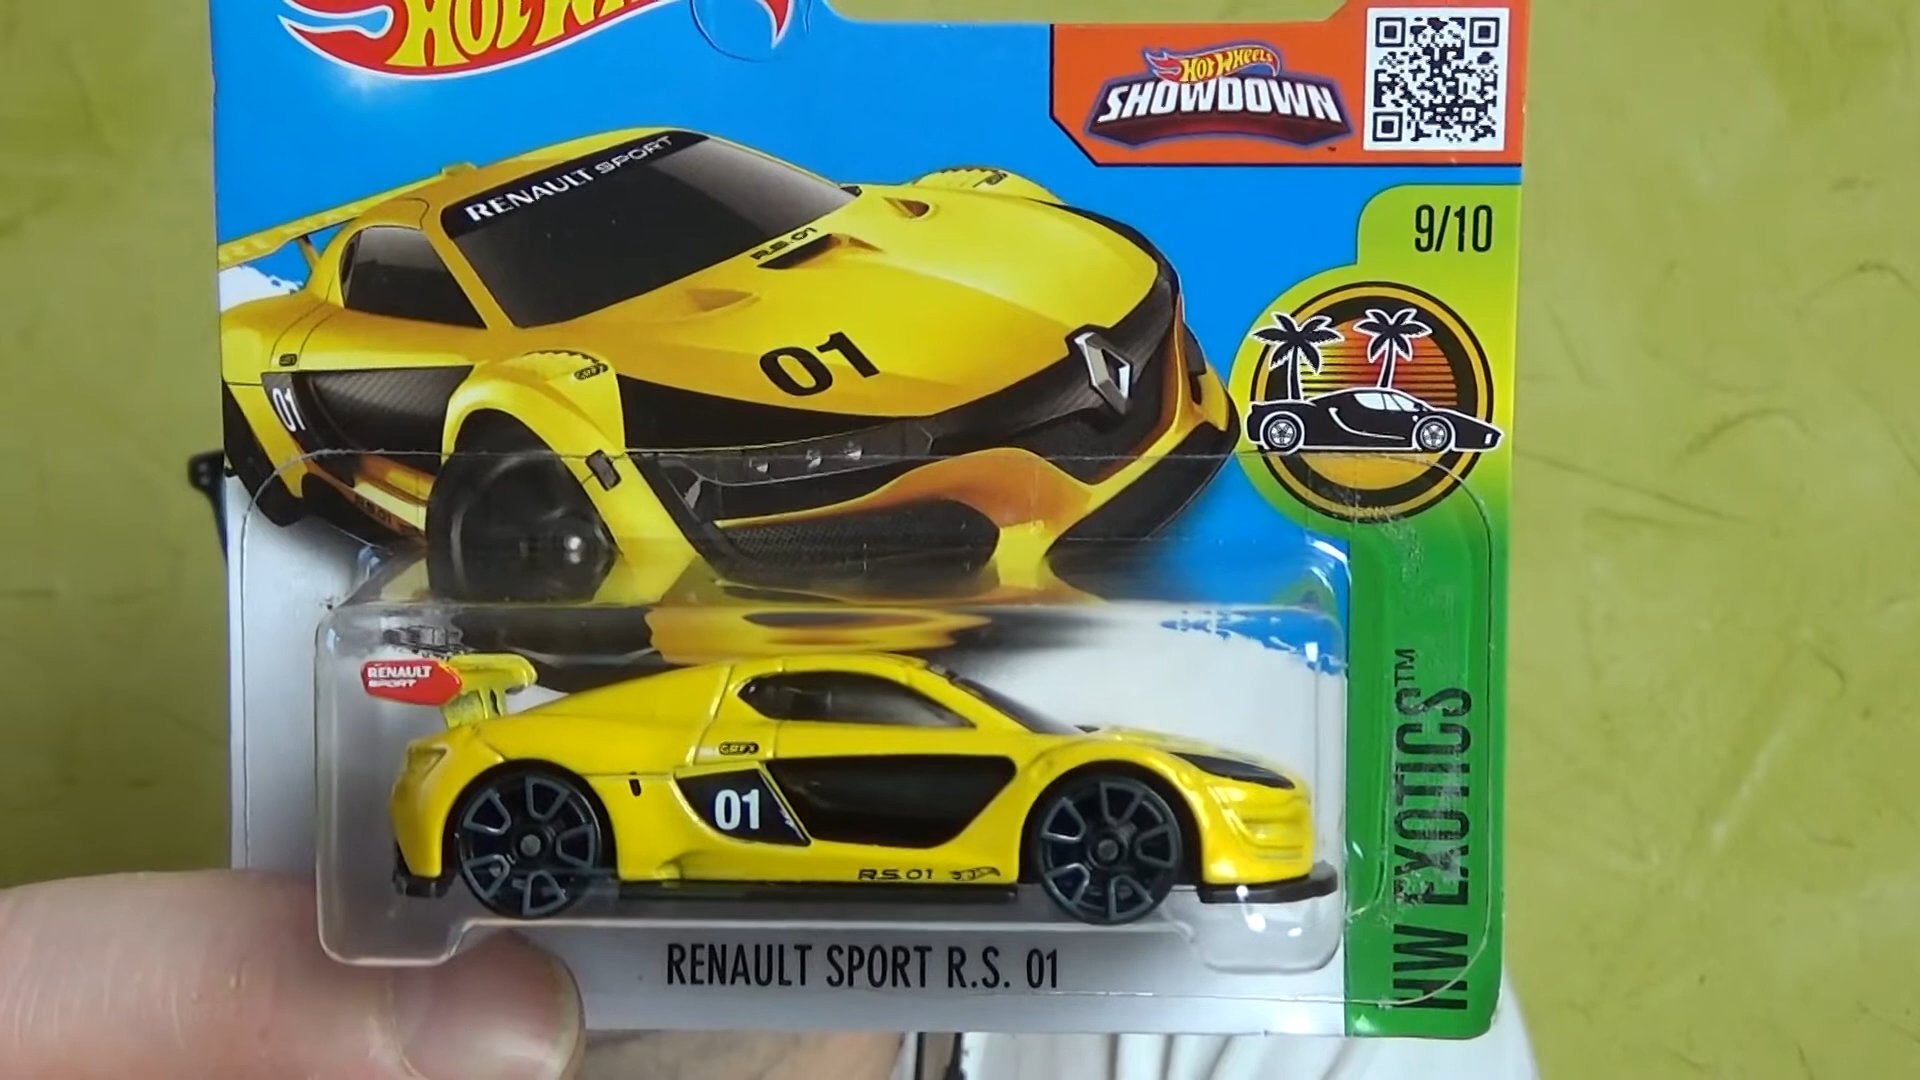 HOT WHEELS
HOT WHEELS
SHOWDOWN
9/10
RENAULT SPORT
R.S.01
01
01
R.S.01
HW EXOTICS™
RENAULT
SPORT
01
R.S.01
RENAULT SPORT R.S. 01